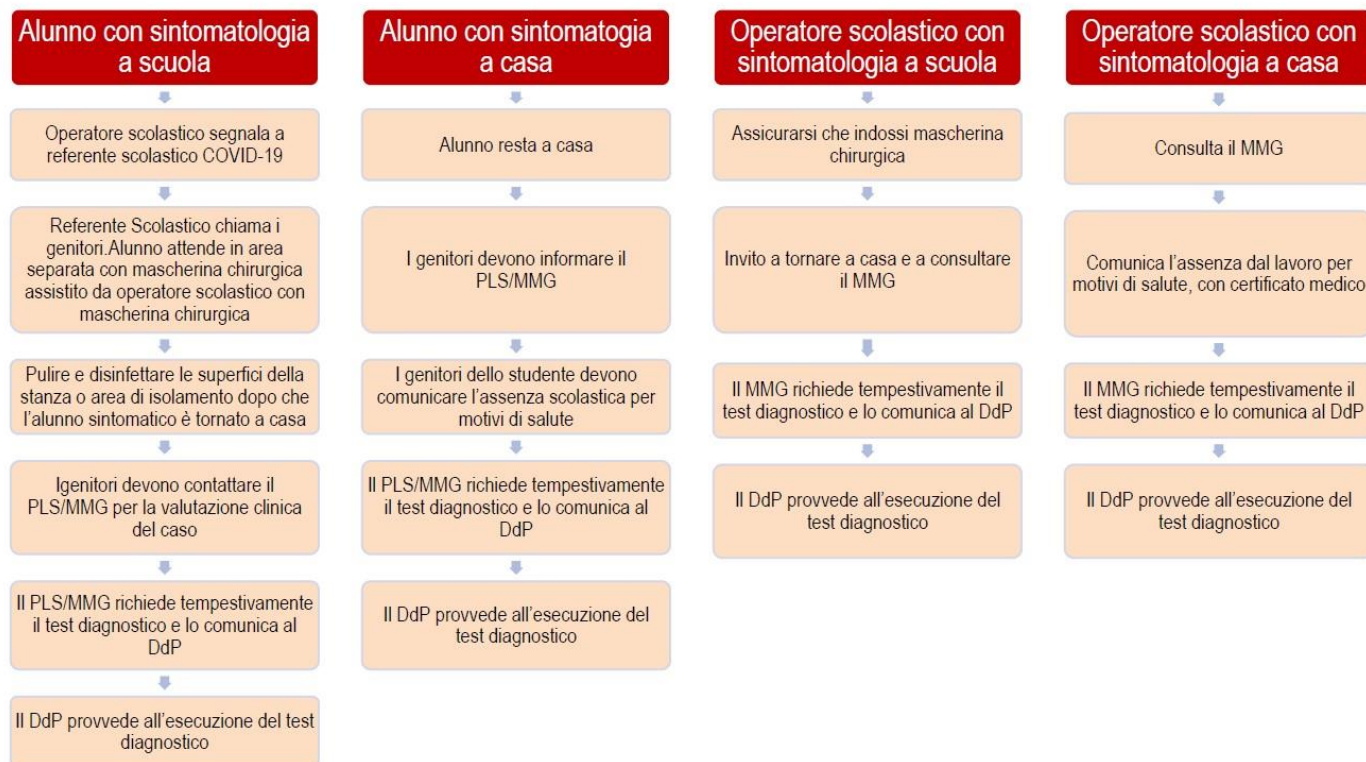 Alunno con sintomatologia
a scuola
Operatore scolastico segnala a
referente scolastico COVID-19
Referente Scolastico chiama i
genitori.Alunno attende in area
separata con mascherina chirurgica
assistito da operatore scolastico con
mascherina chirurgica
Pulire e disinfettare le superfici della
stanza o area di isolamento dopo che
l'alunno sintomatico è tornato a casa
Igenitori devono contattare il
PLS/MMG per la valutazione clinica
del caso
Il PLS/MMG richiede tempestivamente
il test diagnostico e lo comunica al
DdP
Il DdP provvede all'esecuzione del test
diagnostico
Alunno con sintomatogia
a casa
Alunno resta a casa
I genitori devono informare il
PLS/MMG
I genitori dello studente devono
comunicare l'assenza scolastica per
motivi di salute
Il PLS/MMG richiede tempestivamente
il test diagnostico e lo comunica al
DdP
Il DdP provvede all'esecuzione del
test diagnostico
Operatore scolastico con
sintomatologia a scuola
Assicurarsi che indossi mascherina
chirurgica
Invito a tornare a casa e a consultare
il MMG
Il MMG richiede tempestivamente il
test diagnostico e lo comunica al DdP
Il DdP provvede all'esecuzione del
test diagnostico
Operatore scolastico con
sintomatologia a casa
Consulta il MMG
Comunica l'assenza dal lavoro per
motivi di salute, con certificato medico
Il MMG richiede tempestivamente il
test diagnostico e lo comunica al DdP
Il DdP provvede all'esecuzione del
test diagnostico